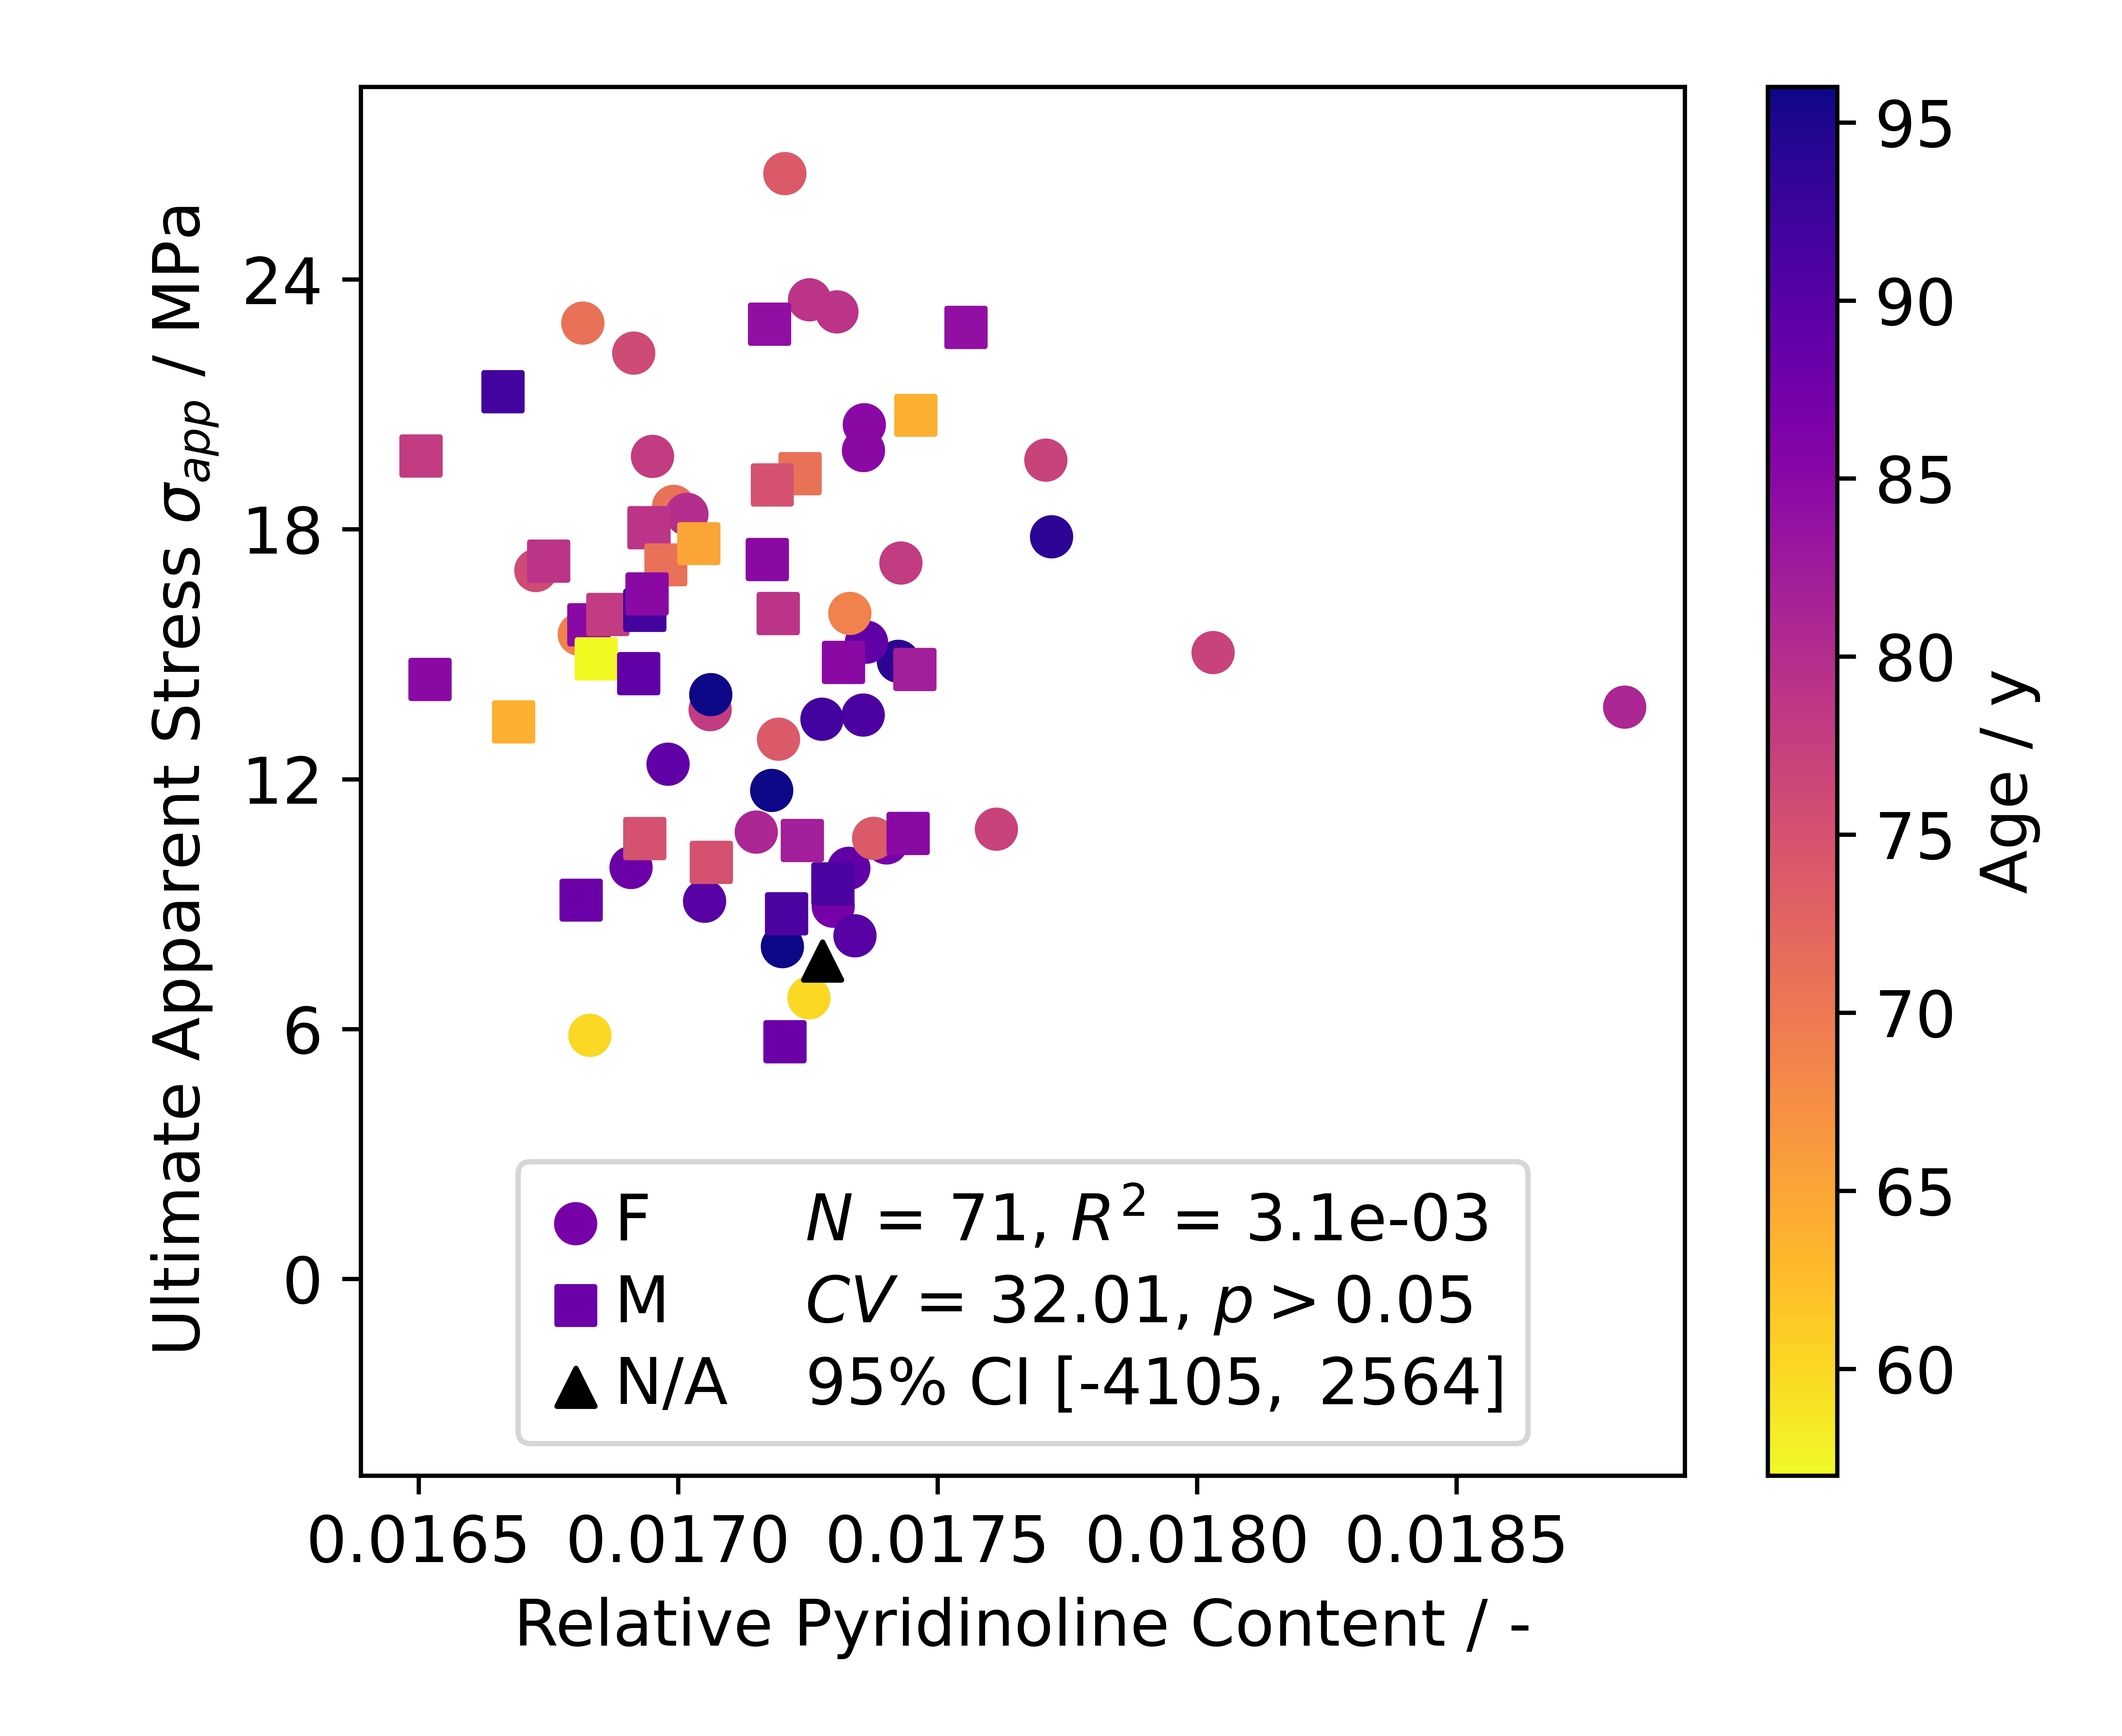 Ultimate Apparent Stress σapp / MPa
24
18
12
6
0
F
M
N/A
N = 71, R² = 3.1e-03
CV = 32.01, p > 0.05
95% CI [-4105, 2564]
0.0165 0.0170 0.0175 0.0180 0.0185
Relative Pyridinoline Content / -
95
90
85
80
75
70
65
60
Age / y